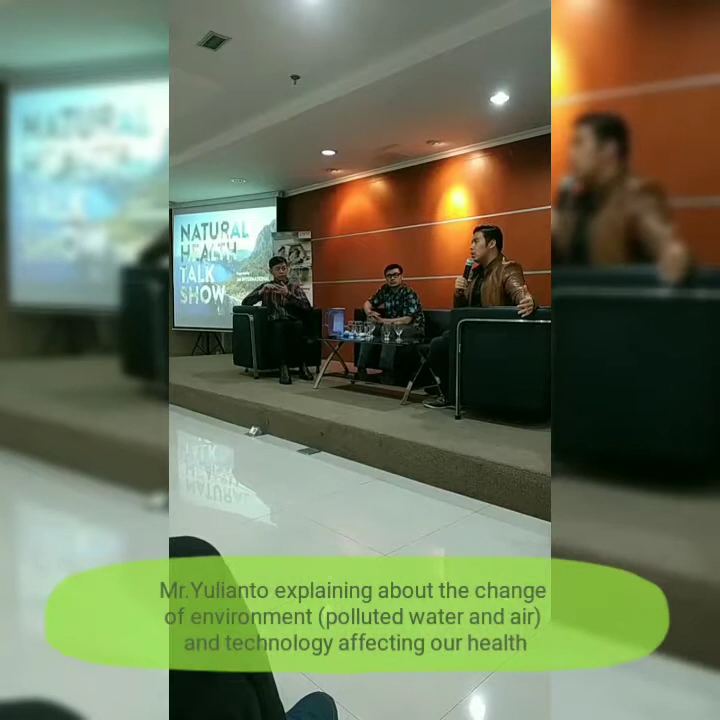 NATURAL
HEALTH
TALK
SHOW
Mr.Yulianto explaining about the change
of environment (polluted water and air)
and technology affecting our health